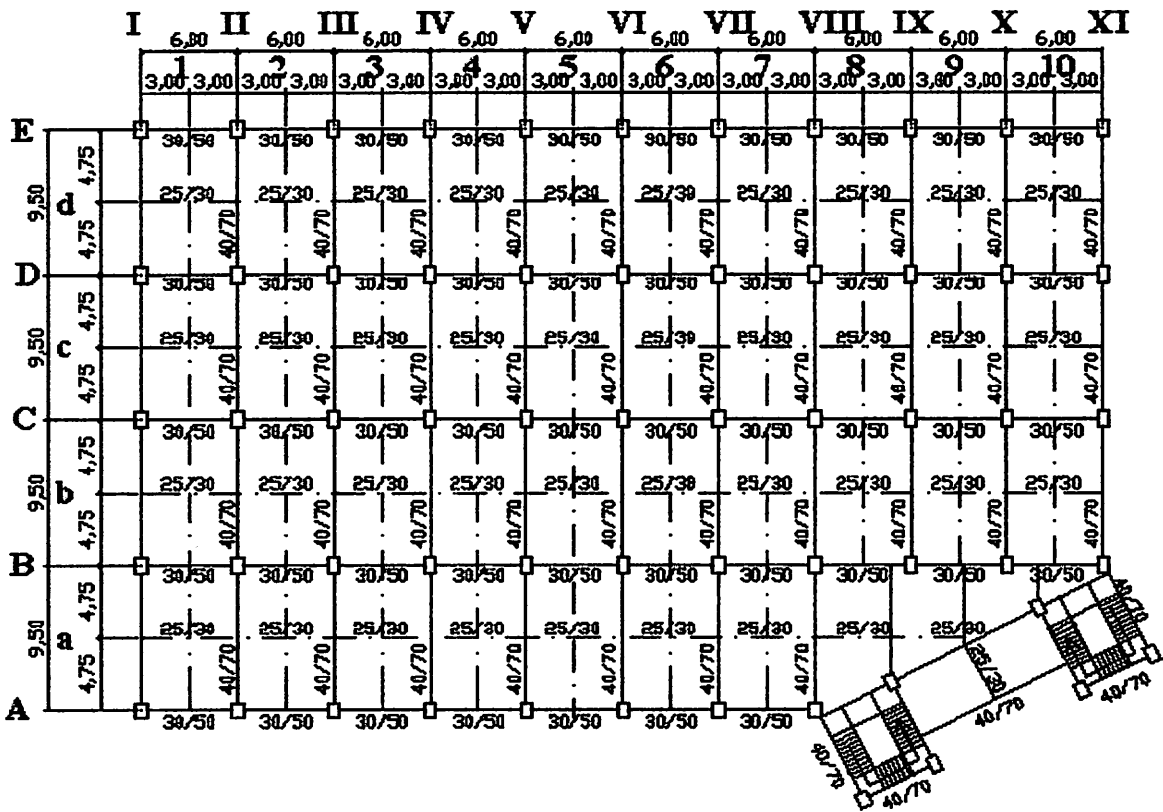 I II III IV V VI VII VIII IX X XI
6,00 6,00 6,00 6,00 6,00 6,00 6,00 6,00 6,00 6,00
1 2 3 4 5 6 7 8 9 10
3,00 3,00 3,00 3,00 3,00 3,00 3,00 3,00 3,00 3,00 3,00 3,00 3,00 3,00 3,00 3,00 3,00 3,00 3,00 3,00
E
30/50 30/50 30/50 30/50 30/50 30/50 30/50 30/50 30/50 30/50
4,75
9,50 d 25/30 25/30 25/30 25/30 25/30 25/30 25/30 25/30 25/30 25/30
4,75 40/70 40/70 40/70 40/70 40/70 40/70 40/70 40/70 40/70 40/70
D
30/50 30/50 30/50 30/50 30/50 30/50 30/50 30/50 30/50 30/50
4,75
9,50 c 25/30 25/30 25/30 25/30 25/30 25/30 25/30 25/30 25/30 25/30
4,75 40/70 40/70 40/70 40/70 40/70 40/70 40/70 40/70 40/70 40/70
C
30/50 30/50 30/50 30/50 30/50 30/50 30/50 30/50 30/50 30/50
4,75
9,50 b 25/30 25/30 25/30 25/30 25/30 25/30 25/30 25/30 25/30 25/30
4,75 40/70 40/70 40/70 40/70 40/70 40/70 40/70 40/70 40/70 40/70
B
30/50 30/50 30/50 30/50 30/50 30/50 30/50 30/50 30/50
4,75 40/70
9,50 a 25/30 25/30 25/30 25/30 25/30 25/30 25/30 25/30 25/30
25/30
4,75 40/70 40/70 40/70 40/70 40/70 40/70
40/70
A
30/50 30/50 30/50 30/50 30/50 30/50 30/50
40/70
40/70
40/70